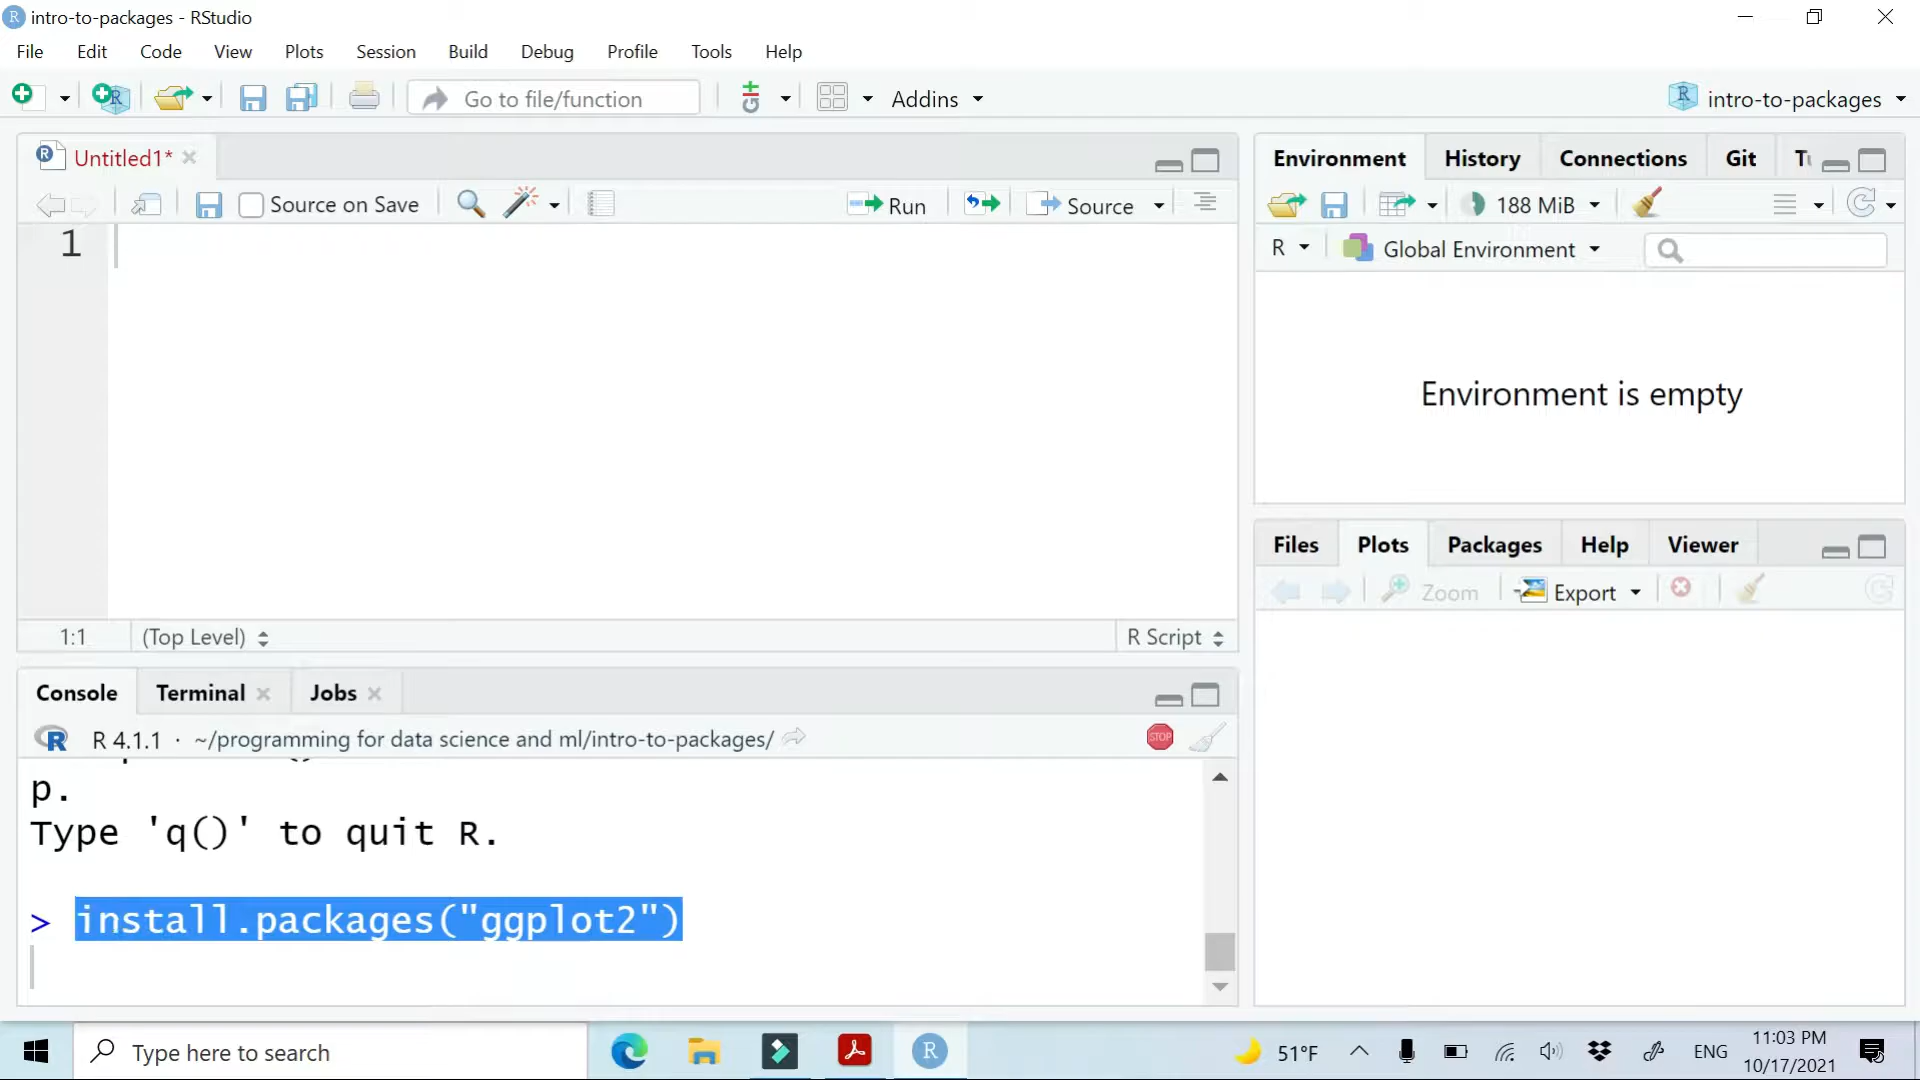 intro-to-packages - RStudio
File Edit Code View Plots Session Build Debug Profile Tools Help
Go to file/function Addins intro-to-packages
Untitled1*
Source on Save Run Source
1
1:1 (Top Level) R Script
Console Terminal Jobs
R 4.1.1 · ~/programming for data science and ml/intro-to-packages/
STOP
p.
Type 'q()' to quit R.
> install.packages("ggplot2")
Environment History Connections Git
188 MiB
R Global Environment
Environment is empty
Files Plots Packages Help Viewer
Zoom Export
Type here to search
51°F ENG 11:03 PM
10/17/2021